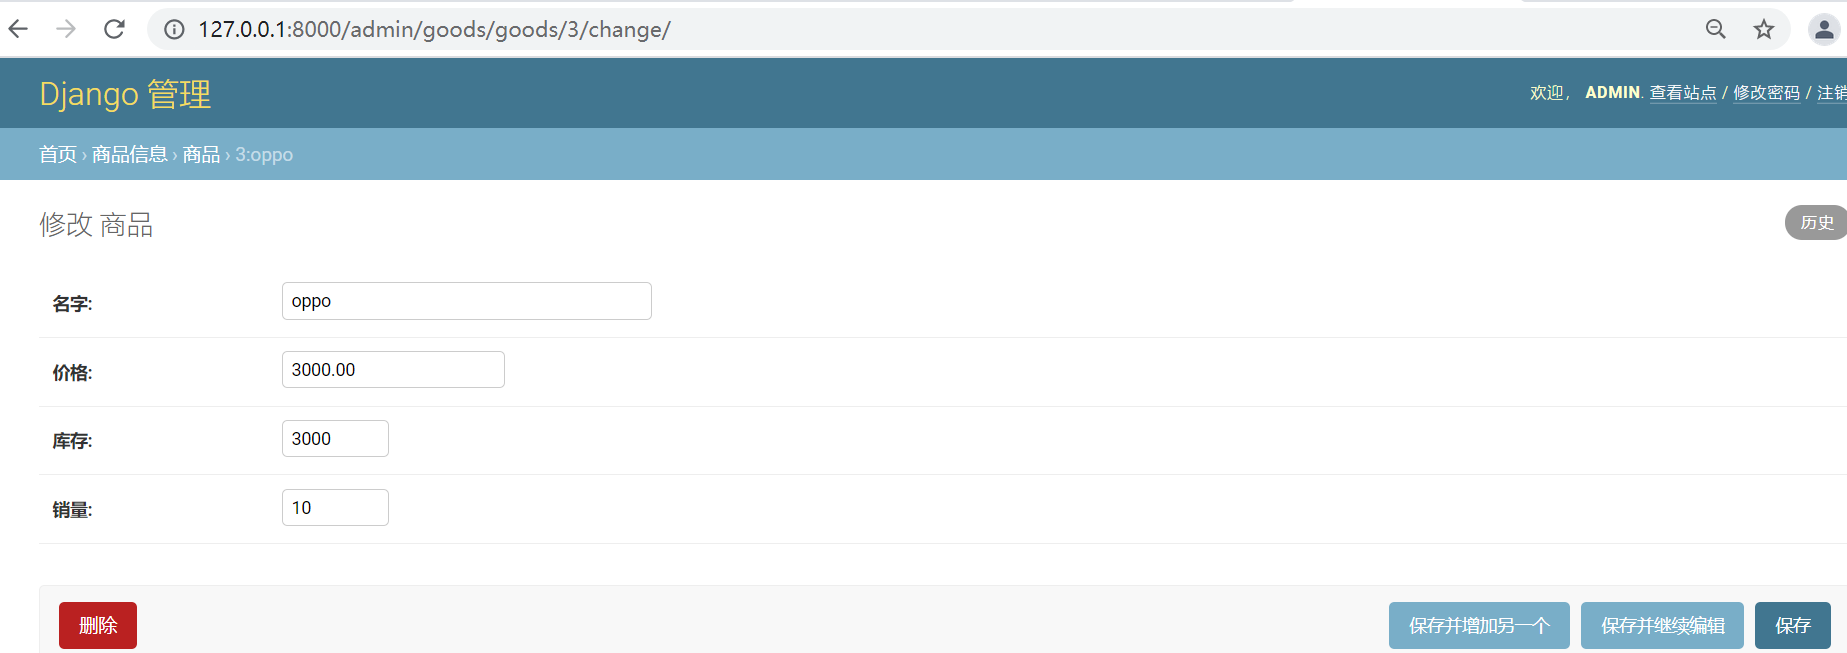 127.0.0.1:8000/admin/goods/goods/3/change/
Django 管理
欢迎, ADMIN. 查看站点 / 修改密码 / 注销
首页 › 商品信息 › 商品 › 3:oppo
修改 商品
历史
名字: oppo
价格: 3000.00
库存: 3000
销量: 10
删除 保存并增加另一个 保存并继续编辑 保存